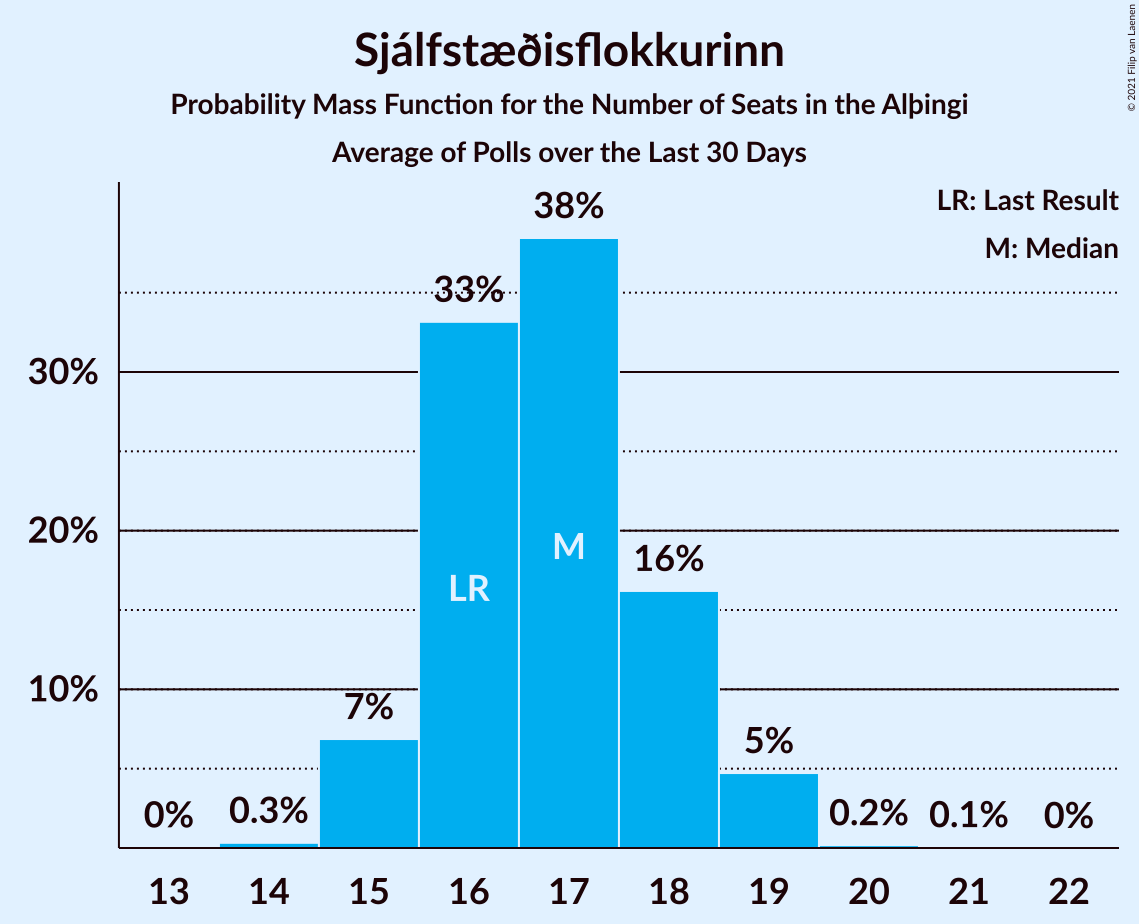 Sjálfstæðisflokkurinn
Probability Mass Function for the Number of Seats in the Alþingi
Average of Polls over the Last 30 Days
© 2021 Filip van Laenen
LR: Last Result
M: Median
38%
33%
30%
20%
M
16%
LR
10%
7%
5%
0%
0.3%
0.2%
0.1%
0%
13 14 15 16 17 18 19 20 21 22